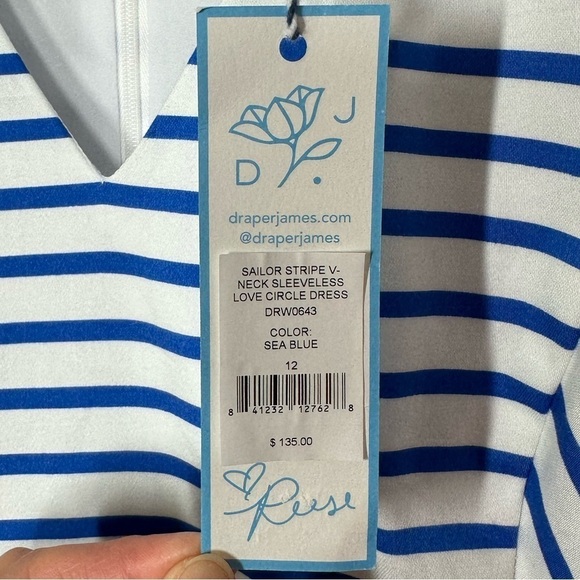 D J
draperjames.com
@draperjames
SAILOR STRIPE V-
NECK SLEEVELESS
LOVE CIRCLE DRESS
DRW0643
COLOR:
SEA BLUE
12
8 41232 12762 8
$ 135.00
Reese